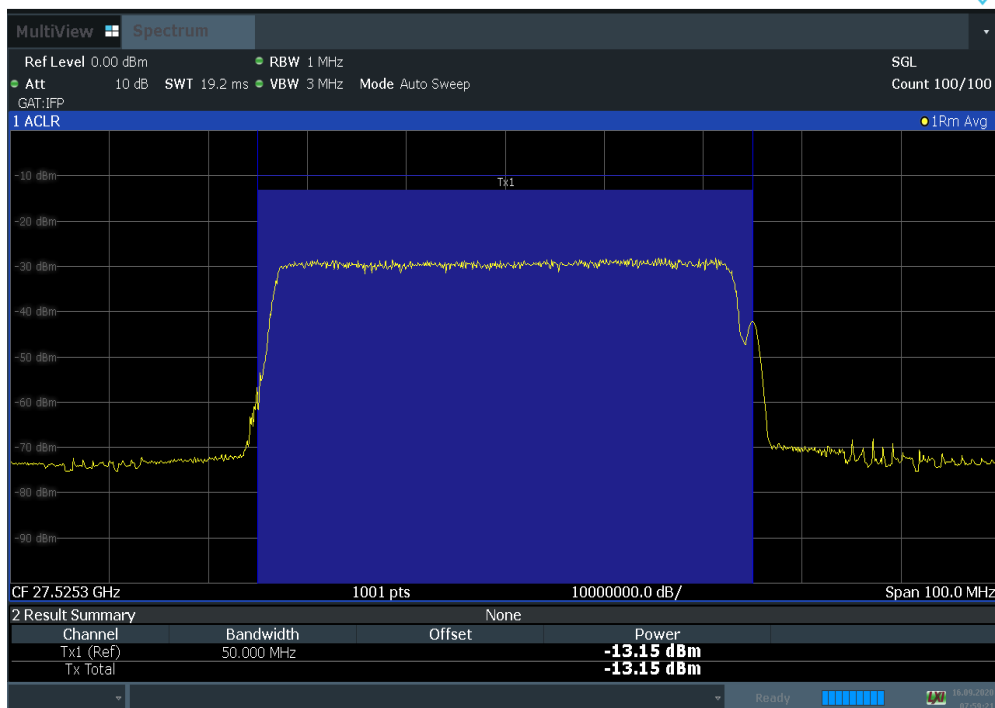 MultiView Spectrum
Ref Level 0.00 dBm RBW 1 MHz SGL
Att 10 dB SWT 19.2 ms VBW 3 MHz Mode Auto Sweep Count 100/100
GAT:IFP
1 ACLR 1Rm Avg
-10 dBm
Tx1
-20 dBm
-30 dBm
-40 dBm
-50 dBm
-60 dBm
-70 dBm
-80 dBm
-90 dBm
CF 27.5253 GHz 1001 pts 10000000.0 dB/ Span 100.0 MHz
2 Result Summary None
Channel Bandwidth Offset Power
Tx1 (Ref) 50.000 MHz -13.15 dBm
Tx Total -13.15 dBm
Ready LXI 16.09.2020
07:50:21